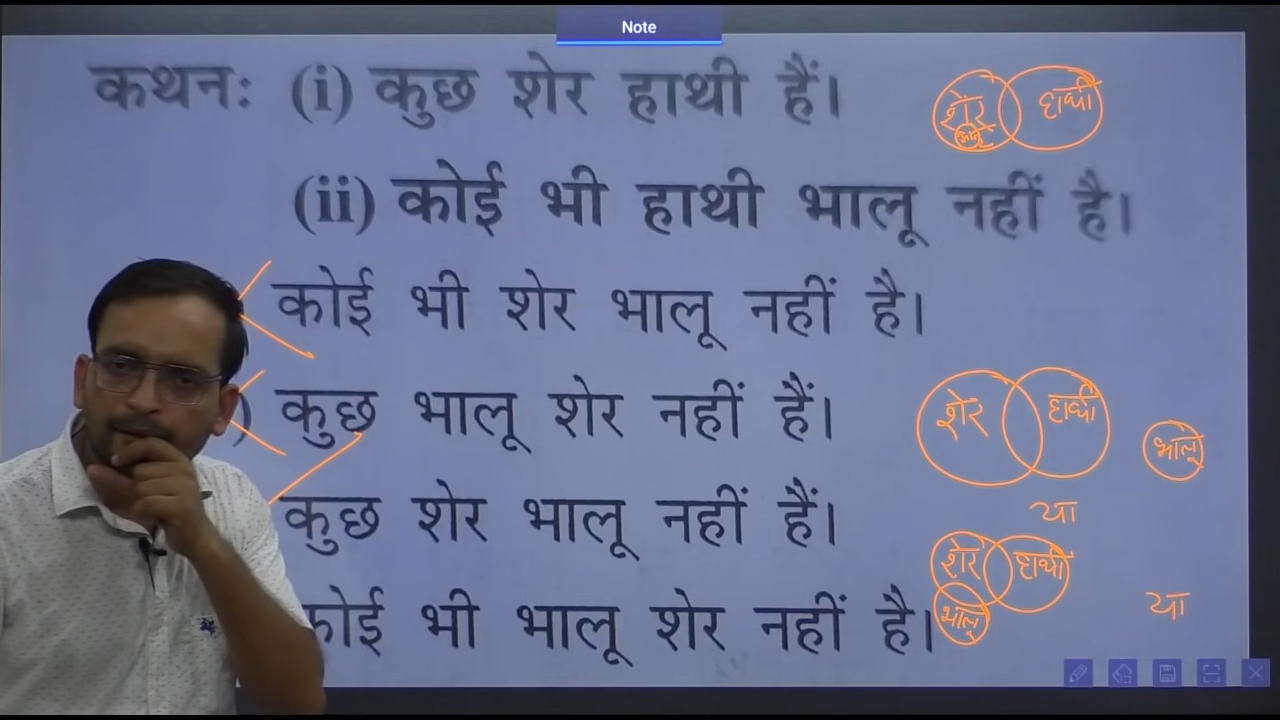 Note
कथनः (i) कुछ शेर हाथी हैं।
शेर हाथी
(ii) कोई भी हाथी भालू नहीं है।
कोई भी शेर भालू नहीं है।
) कुछ भालू शेर नहीं हैं।
शेर हाथी भालू
कुछ शेर भालू नहीं हैं।
या
शेर हाथी
भालू
या
कोई भी भालू शेर नहीं है।